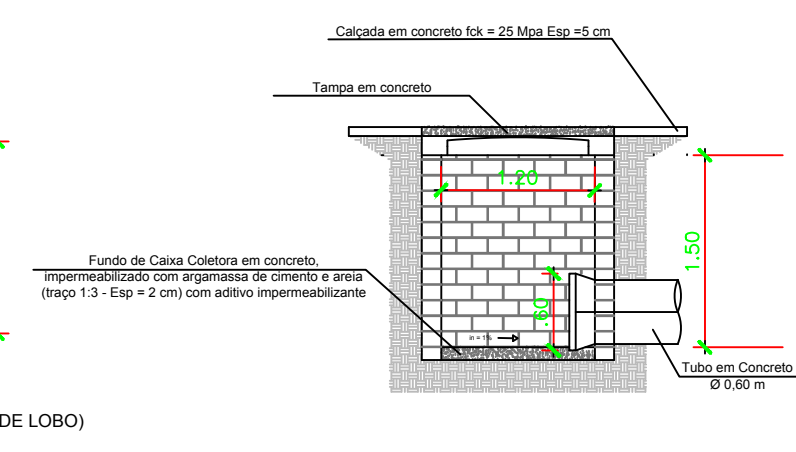 Calçada em concreto fck = 25 Mpa Esp =5 cm
Tampa em concreto
1.20
1.50
Fundo de Caixa Coletora em concreto,
impermeabilizado com argamassa de cimento e areia
(traço 1:3 - Esp = 2 cm) com aditivo impermeabilizante
.60
in = 1%
Tubo em Concreto
Ø 0,60 m
DE LOBO)